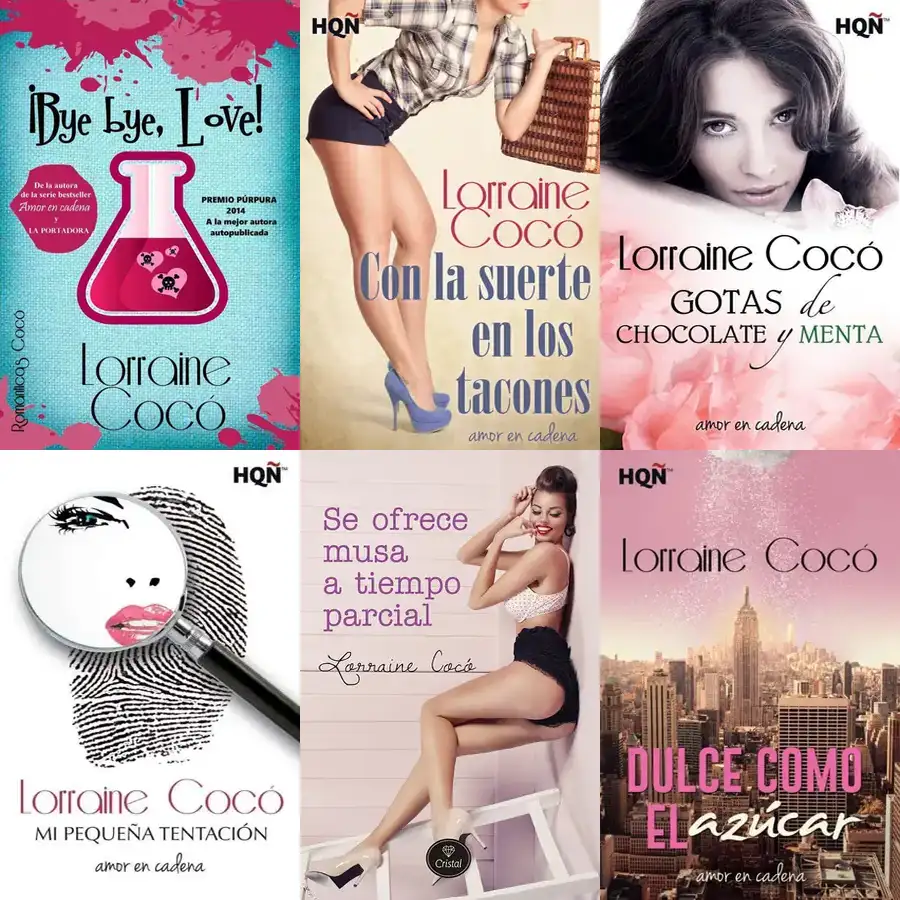 ¡Bye bye, Love!
De la autora
de la serie bestseller
Amor en cadena
y
LA PORTADORA
PREMIO PÚRPURA
2014
A la mejor autora
autopublicada
Románticas Cocó
Lorraine
Cocó
HQÑ
Lorraine
Cocó
Con la suerte
en los
tacones
amor en cadena
HQÑ™
Lorraine Cocó
GOTAS de
CHOCOLATE y MENTA
amor en cadena
HQÑ™
Lorraine Cocó
MI PEQUEÑA TENTACIÓN
amor en cadena
Se ofrece
musa
a tiempo
parcial
Lorraine Cocó
Cristal
HQÑ™
Lorraine Cocó
DULCE COMO
EL azúcar
amor en cadena